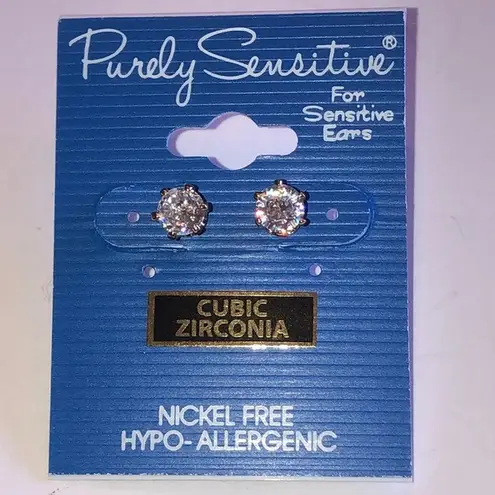 Purely Sensitive®
For
Sensitive
Ears
CUBIC
ZIRCONIA
NICKEL FREE
HYPO-ALLERGENIC